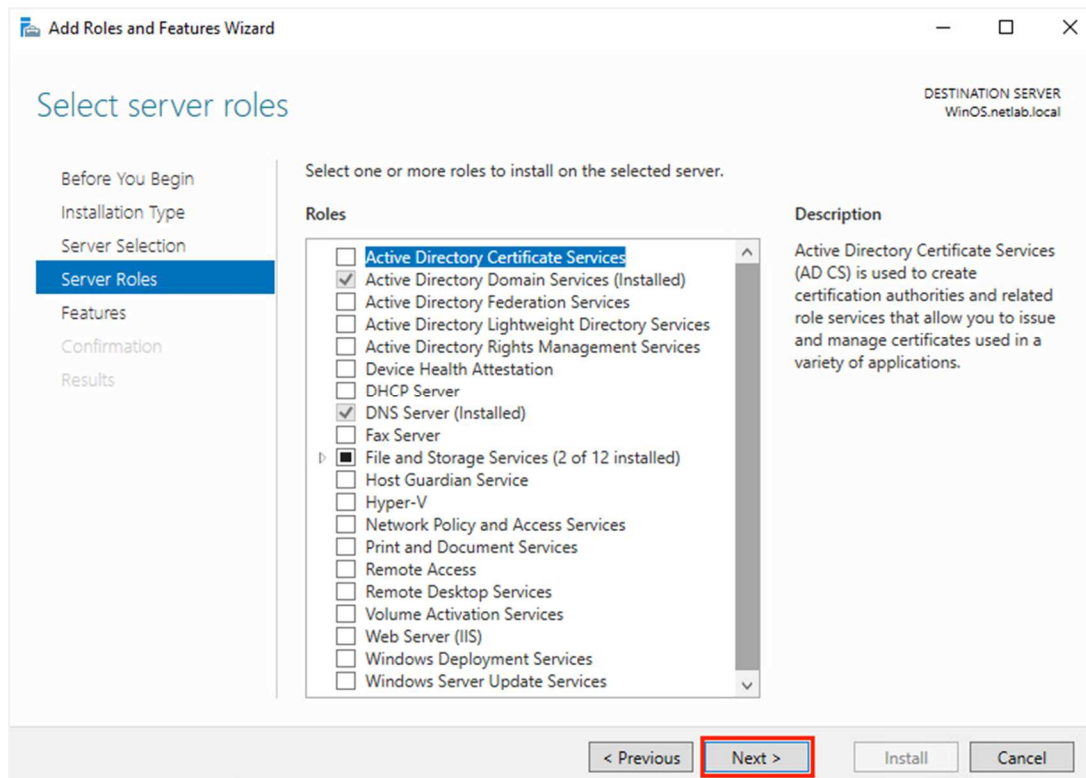 Add Roles and Features Wizard
Select server roles
DESTINATION SERVER
WinOS.netlab.local
Before You Begin
Installation Type
Server Selection
Server Roles
Features
Confirmation
Results
Select one or more roles to install on the selected server.
Roles
Active Directory Certificate Services
Active Directory Domain Services (Installed)
Active Directory Federation Services
Active Directory Lightweight Directory Services
Active Directory Rights Management Services
Device Health Attestation
DHCP Server
DNS Server (Installed)
Fax Server
File and Storage Services (2 of 12 installed)
Host Guardian Service
Hyper-V
Network Policy and Access Services
Print and Document Services
Remote Access
Remote Desktop Services
Volume Activation Services
Web Server (IIS)
Windows Deployment Services
Windows Server Update Services
Description
Active Directory Certificate Services
(AD CS) is used to create
certification authorities and related
role services that allow you to issue
and manage certificates used in a
variety of applications.
< Previous
Next >
Install
Cancel